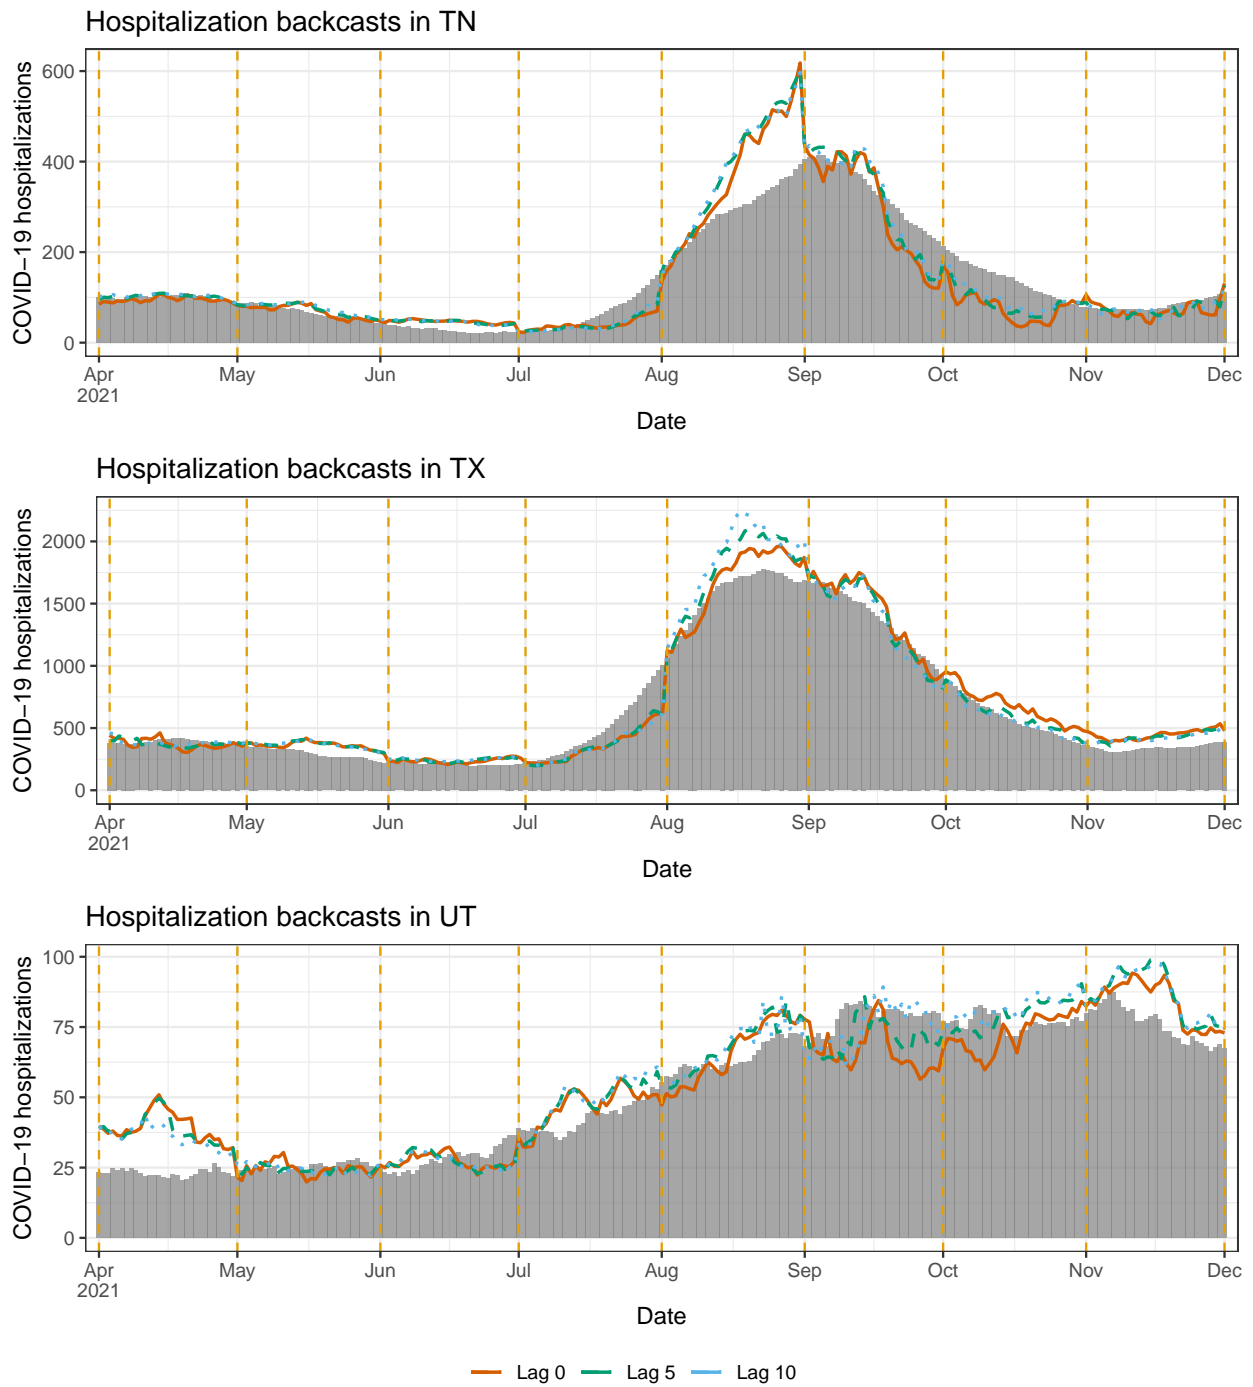 Hospitalization backcasts in TN
COVID−19 hospitalizations
600
400
200
0
Apr
2021
May
Jun
Jul
Aug
Sep
Oct
Nov
Dec
Date
Hospitalization backcasts in TX
COVID−19 hospitalizations
2000
1500
1000
500
0
Apr
2021
May
Jun
Jul
Aug
Sep
Oct
Nov
Dec
Date
Hospitalization backcasts in UT
COVID−19 hospitalizations
100
75
50
25
0
Apr
2021
May
Jun
Jul
Aug
Sep
Oct
Nov
Dec
Date
Lag 0 Lag 5 Lag 10